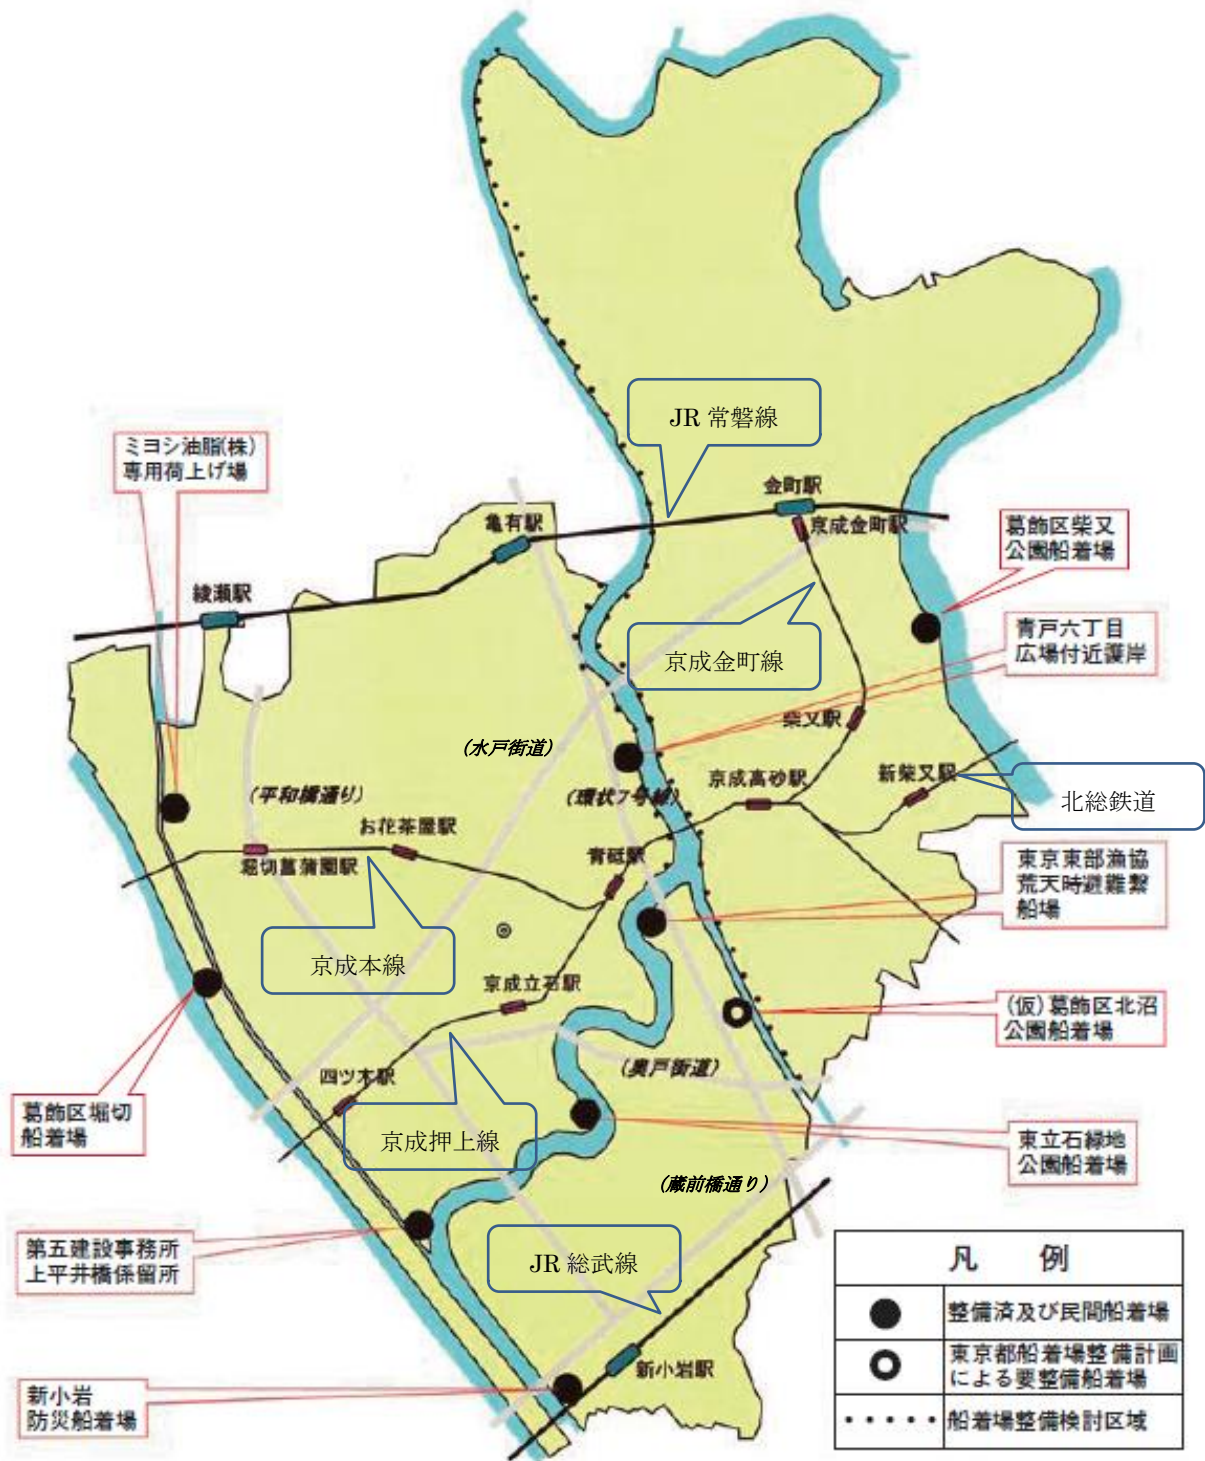 JR 常磐線
金町駅
京成金町駅
ミヨシ油脂(株)
専用荷上げ場
亀有駅
葛飾区柴又
公園船着場
綾瀬駅
青戸六丁目
広場付近護岸
京成金町線
柴又駅
(水戸街道)
京成高砂駅
新柴又駅
北総鉄道
(平和橋通り)
(環状7号線)
お花茶屋駅
青砥駅
堀切菖蒲園駅
東京東部漁協
荒天時避難繋
船場
京成本線
京成立石駅
(仮)葛飾区北沼
公園船着場
(奥戸街道)
四ツ木駅
葛飾区堀切
船着場
京成押上線
東立石緑地
公園船着場
(蔵前橋通り)
第五建設事務所
上平井橋係留所
JR 総武線
新小岩駅
新小岩
防災船着場
凡 例
整備済及び民間船着場
東京都船着場整備計画
による要整備船着場
船着場整備検討区域